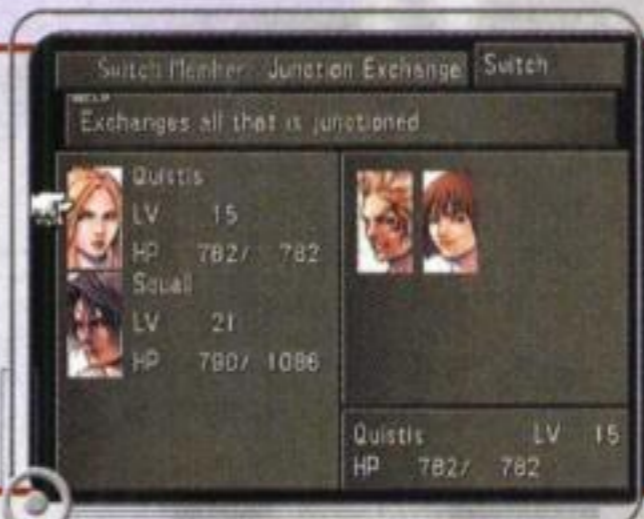 Switch Member Junction Exchange Switch
HELP
Exchanges all that is junctioned
Quistis
LV 15
HP 782/ 782
Squall
LV 21
HP 790/ 1086
Quistis LV 15
HP 782/ 782